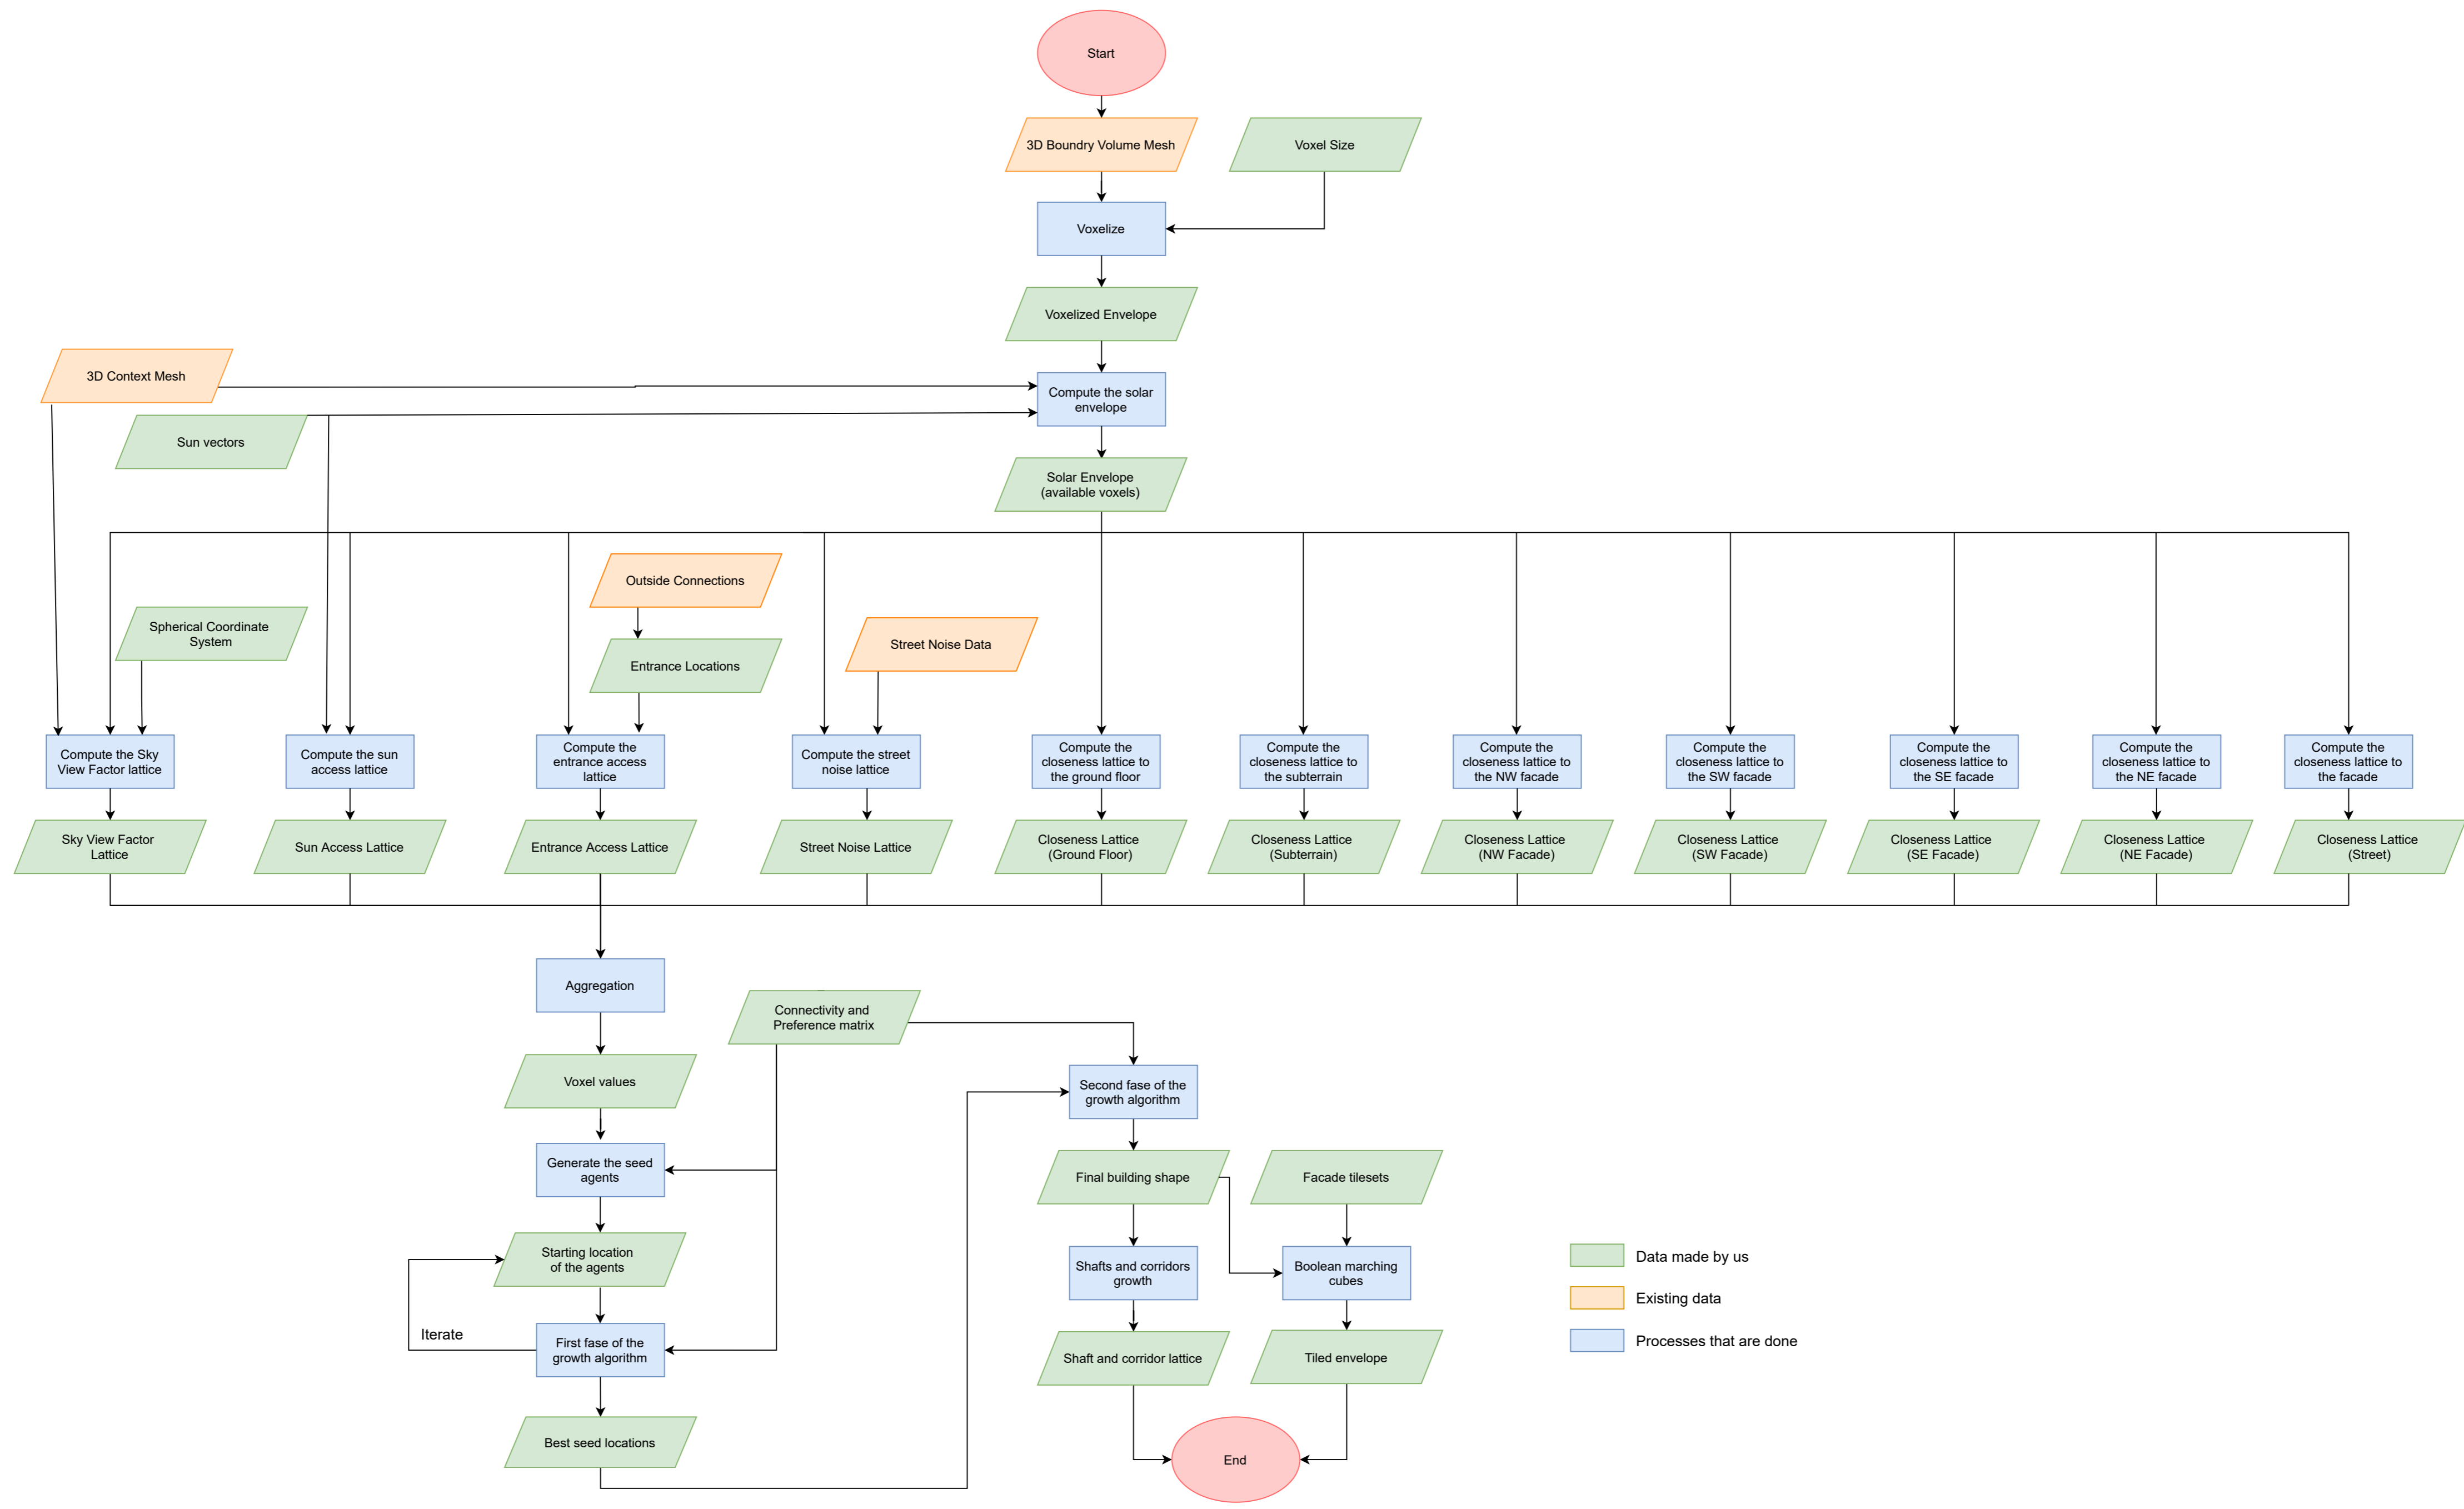 Start
3D Boundry Volume Mesh
Voxel Size
Voxelize
Voxelized Envelope
3D Context Mesh
Compute the solar
envelope
Sun vectors
Solar Envelope
(available voxels)
Outside Connections
Spherical Coordinate
System
Entrance Locations
Street Noise Data
Compute the Sky
View Factor lattice
Compute the sun
access lattice
Compute the
entrance access
lattice
Compute the street
noise lattice
Compute the
closeness lattice to
the ground floor
Compute the
closeness lattice to
the subterrain
Compute the
closeness lattice to
the NW facade
Compute the
closeness lattice to
the SW facade
Compute the
closeness lattice to
the SE facade
Compute the
closeness lattice to
the NE facade
Compute the
closeness lattice to
the facade
Sky View Factor
Lattice
Sun Access Lattice
Entrance Access Lattice
Street Noise Lattice
Closeness Lattice
(Ground Floor)
Closeness Lattice
(Subterrain)
Closeness Lattice
(NW Facade)
Closeness Lattice
(SW Facade)
Closeness Lattice
(SE Facade)
Closeness Lattice
(NE Facade)
Closeness Lattice
(Street)
Aggregation
Connectivity and
Preference matrix
Voxel values
Second fase of the
growth algorithm
Generate the seed
agents
Final building shape
Facade tilesets
Starting location
of the agents
Shafts and corridors
growth
Boolean marching
cubes
Data made by us
Existing data
Processes that are done
Iterate
First fase of the
growth algorithm
Shaft and corridor lattice
Tiled envelope
Best seed locations
End